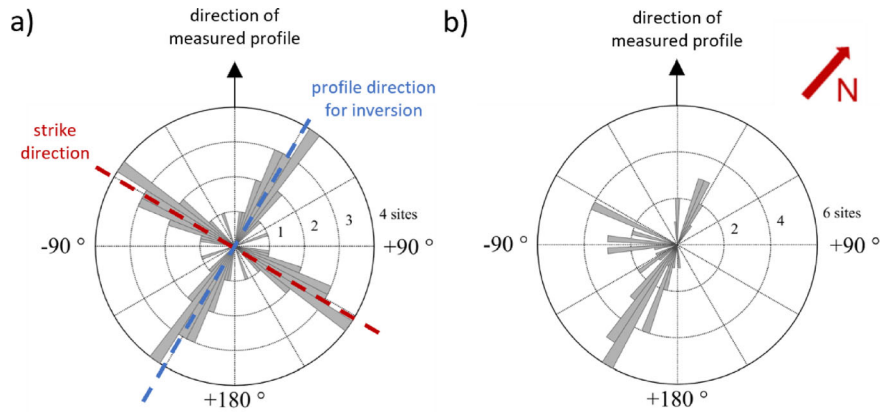 a)
direction of
measured profile
profile direction
for inversion
strike
direction
1
2
3
4 sites
-90 °
+90 °
+180 °
b)
direction of
measured profile
N
2
4
6 sites
-90 °
+90 °
+180 °